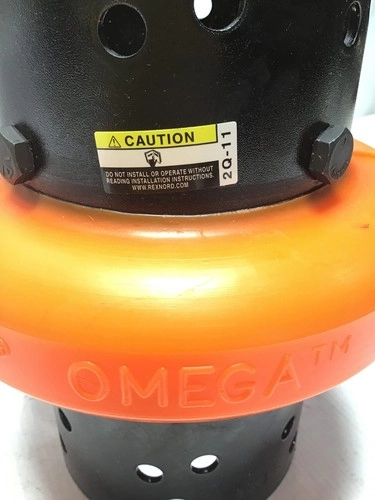 CAUTION
DO NOT INSTALL OR OPERATE WITHOUT
READING INSTALLATION INSTRUCTIONS.
WWW.REXNORD.COM
2Q-11
OMEGA™